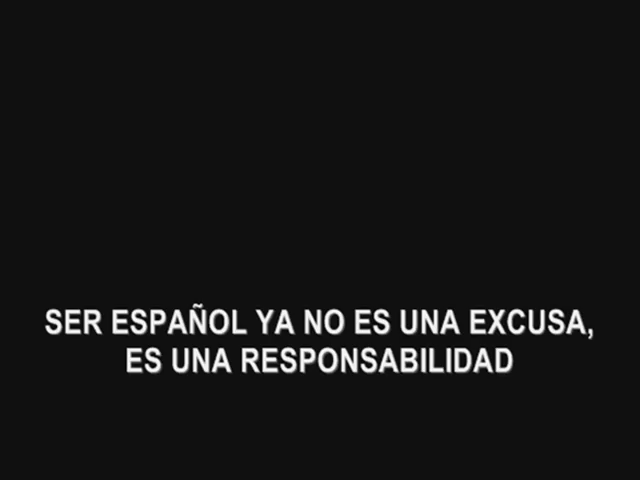 SER ESPAÑOL YA NO ES UNA EXCUSA,
ES UNA RESPONSABILIDAD